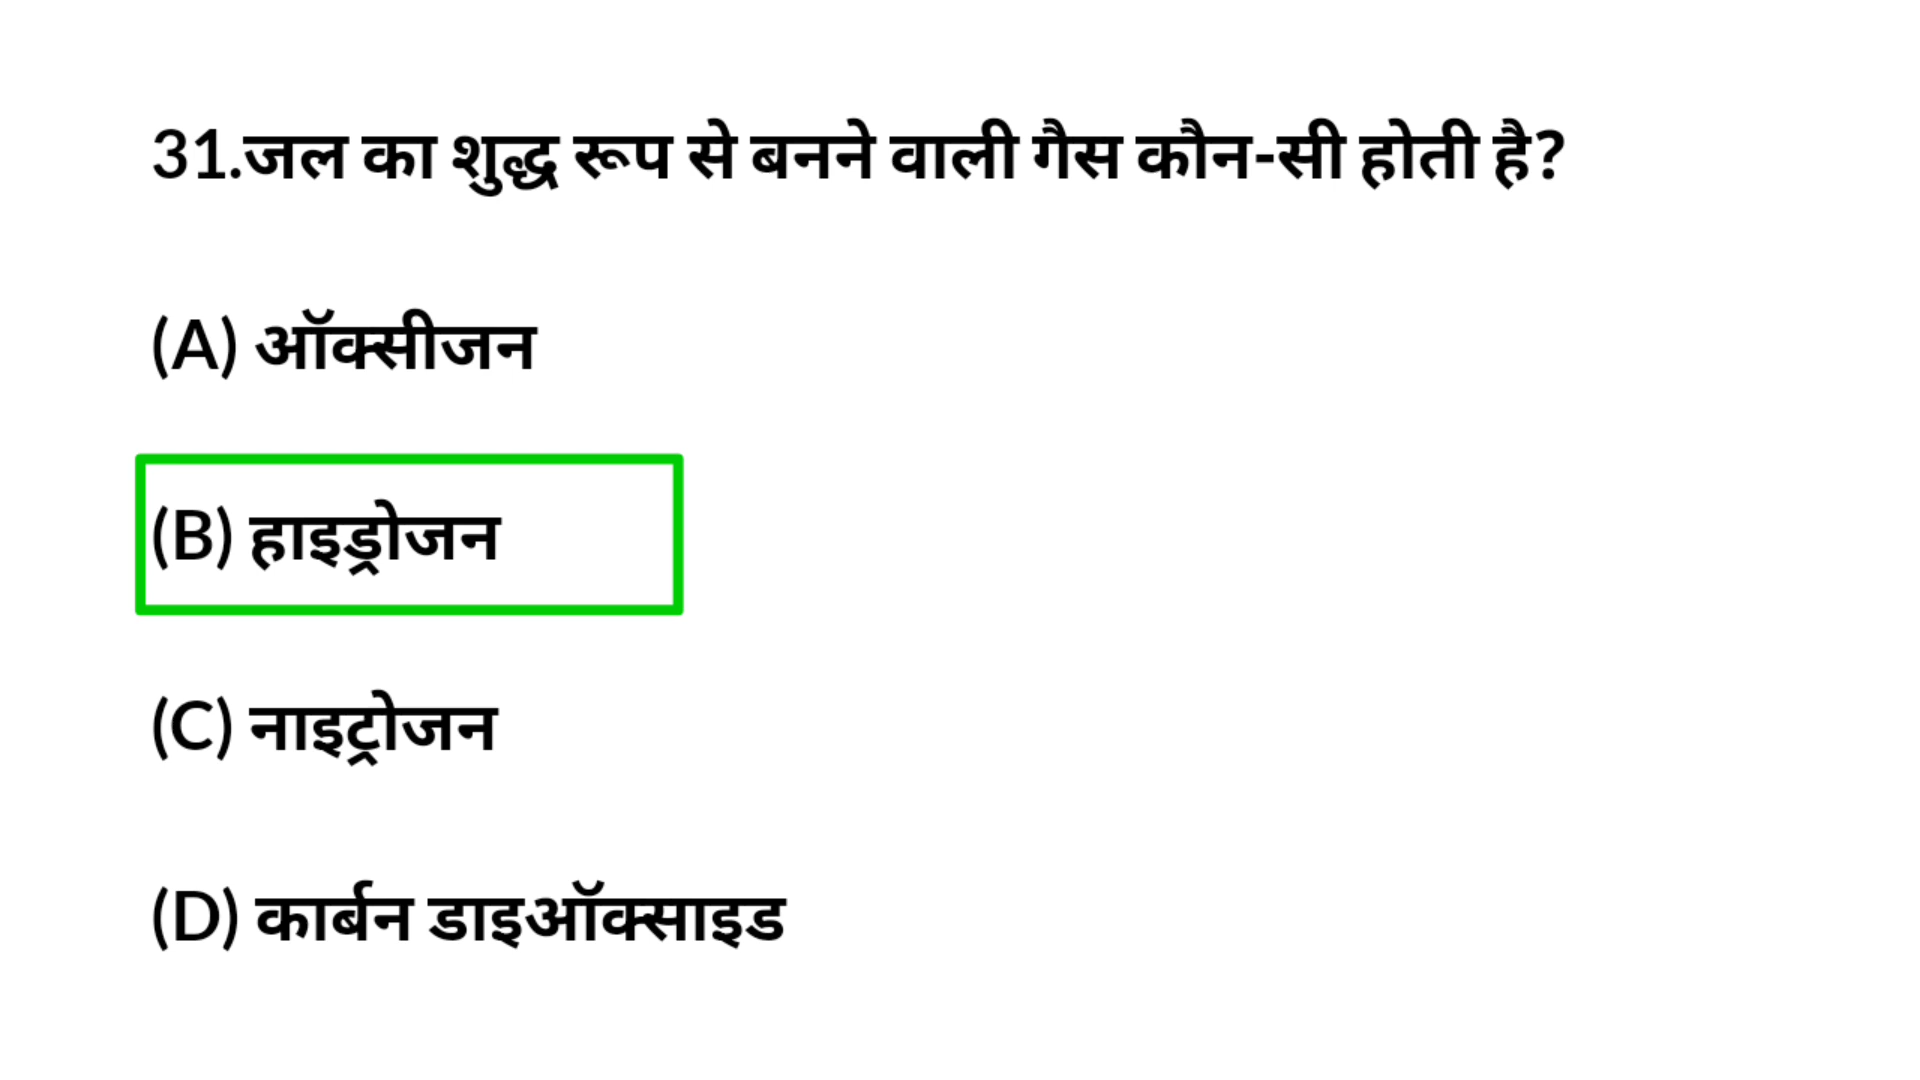 31.जल का शुद्ध रूप से बनने वाली गैस कौन-सी होती है?
(A) ऑक्सीजन
(B) हाइड्रोजन
(C) नाइट्रोजन
(D) कार्बन डाइऑक्साइड